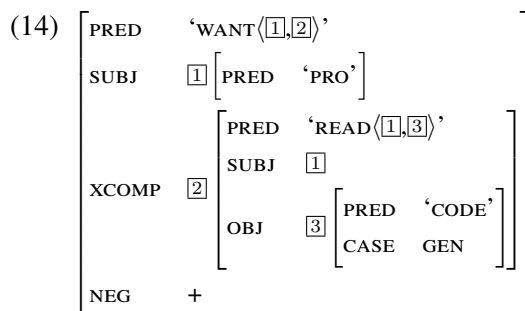 (14)
PRED ‘WANT⟨1,2⟩’
SUBJ 1 [PRED ‘PRO’]
PRED ‘READ⟨1,3⟩’
SUBJ 1
XCOMP 2
OBJ 3 [PRED ‘CODE’
CASE GEN]
NEG +